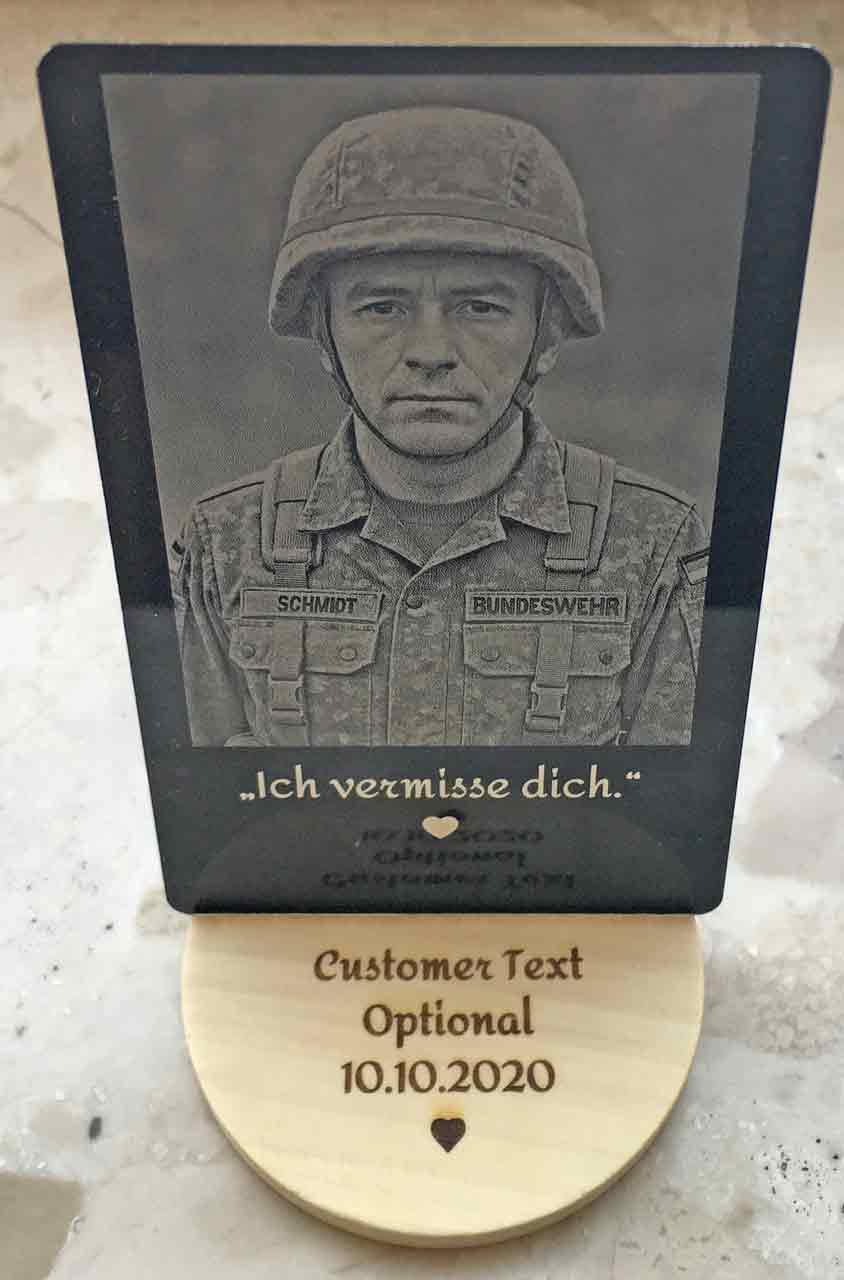 SCHMIDT
BUNDESWEHR
„Ich vermisse dich.“
Customer Text
Optional
10.10.2020